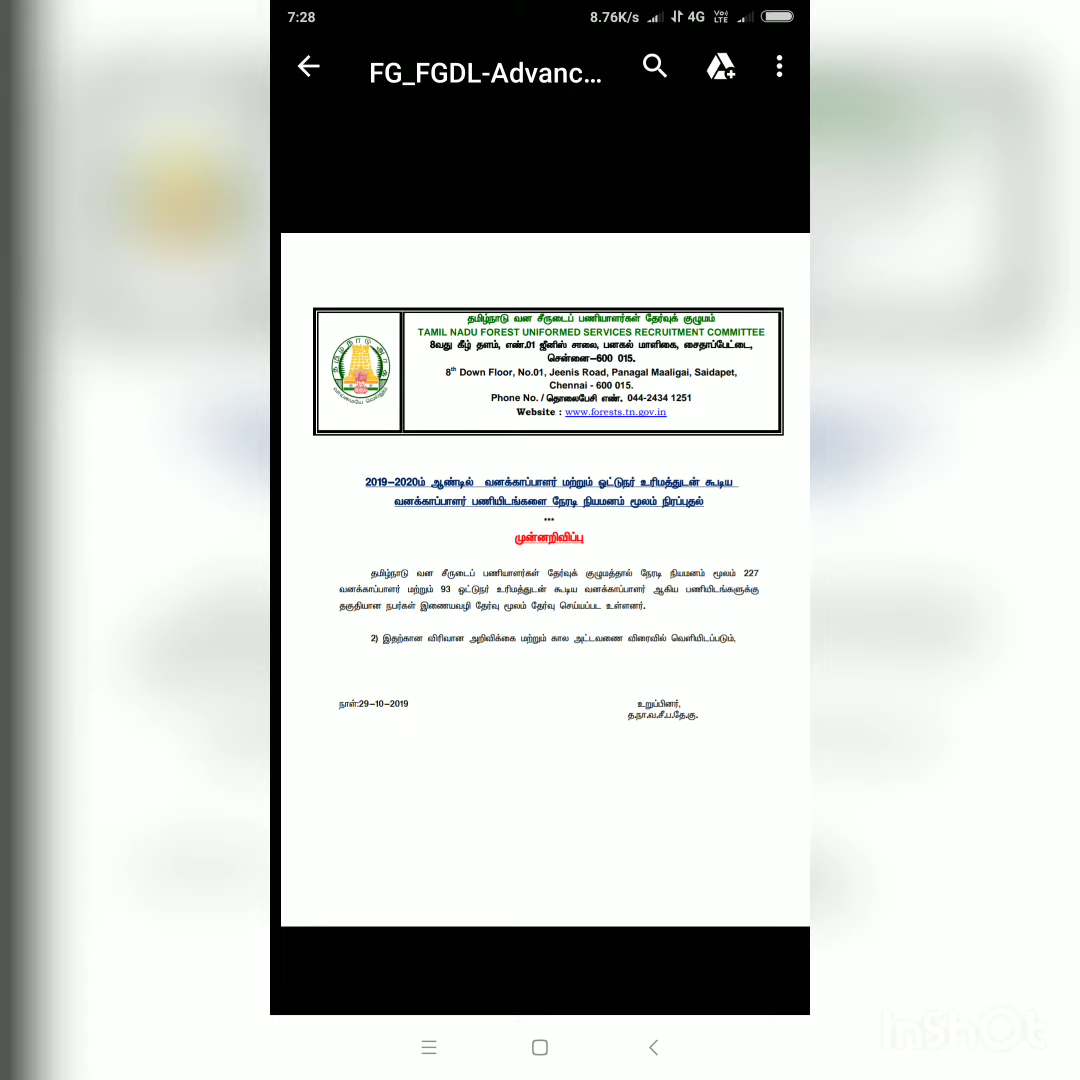 7:28
8.76K/s 4G Vo) LTE
FG_FGDL-Advanc...
தமிழ்நாடு வன சீருடைப் பணியாளர்கள் தேர்வுக் குழுமம்
TAMIL NADU FOREST UNIFORMED SERVICES RECRUITMENT COMMITTEE
8வது கீழ் தளம், எண்.01 ஜீனிஸ் சாலை, பனகல் மாளிகை, சைதாப்பேட்டை,
சென்னை-600 015.
8th Down Floor, No.01, Jeenis Road, Panagal Maaligai, Saidapet,
Chennai - 600 015.
Phone No. / தொலைபேசி எண். 044-2434 1251
Website : www.forests.tn.gov.in
தமிழ்நாடு அரசு
வாய்மையே வெல்லும்
2019-2020ம் ஆண்டில் வனக்காப்பாளர் மற்றும் ஓட்டுநர் உரிமத்துடன் கூடிய
வனக்காப்பாளர் பணியிடங்களை நேரடி நியமனம் மூலம் நிரப்புதல்
***
முன்னறிவிப்பு
தமிழ்நாடு வன சீருடைப் பணியாளர்கள் தேர்வுக் குழுமத்தால் நேரடி நியமனம் மூலம் 227
வனக்காப்பாளர் மற்றும் 93 ஓட்டுநர் உரிமத்துடன் கூடிய வனக்காப்பாளர் ஆகிய பணியிடங்களுக்கு
தகுதியான நபர்கள் இணையவழி தேர்வு மூலம் தேர்வு செய்யப்பட உள்ளனர்.
2) இதற்கான விரிவான அறிவிக்கை மற்றும் கால அட்டவணை விரைவில் வெளியிடப்படும்.
நாள்:29-10-2019
உறுப்பினர்,
த.நா.வ.சீ.ப.தே.கு.
InShOt